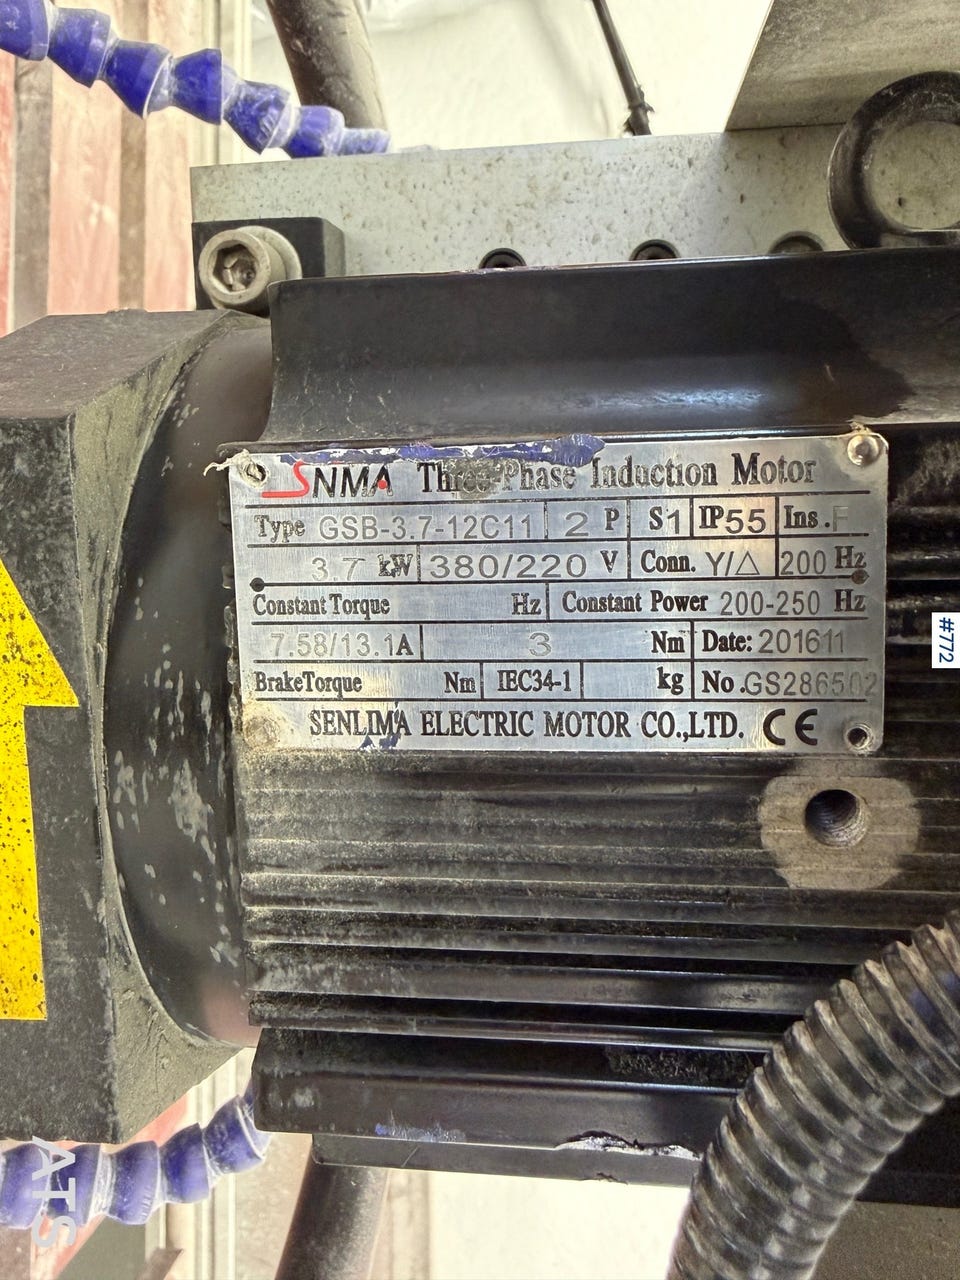 SNMA Three-Phase Induction Motor
Type GSB-3.7-12C11 2 P S1 IP55 Ins. F
3.7 kW 380/220 V Conn. Y/△ 200 Hz
Constant Torque Hz Constant Power 200-250 Hz
7.58/13.1A 3 Nm Date: 201611
BrakeTorque Nm IEC34-1 kg No. GS286502
SENLIMA ELECTRIC MOTOR CO.,LTD. CE
#772
ATS